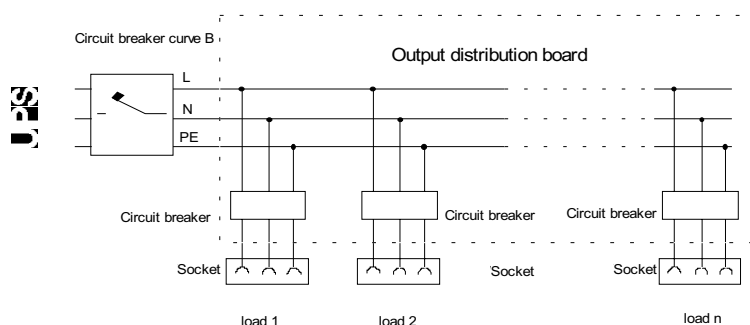 Circuit breaker curve B
Output distribution board
L
N
PE
UPS
Circuit breaker
Circuit breaker
Circuit breaker
Socket
Socket
Socket
load 1
load 2
load n